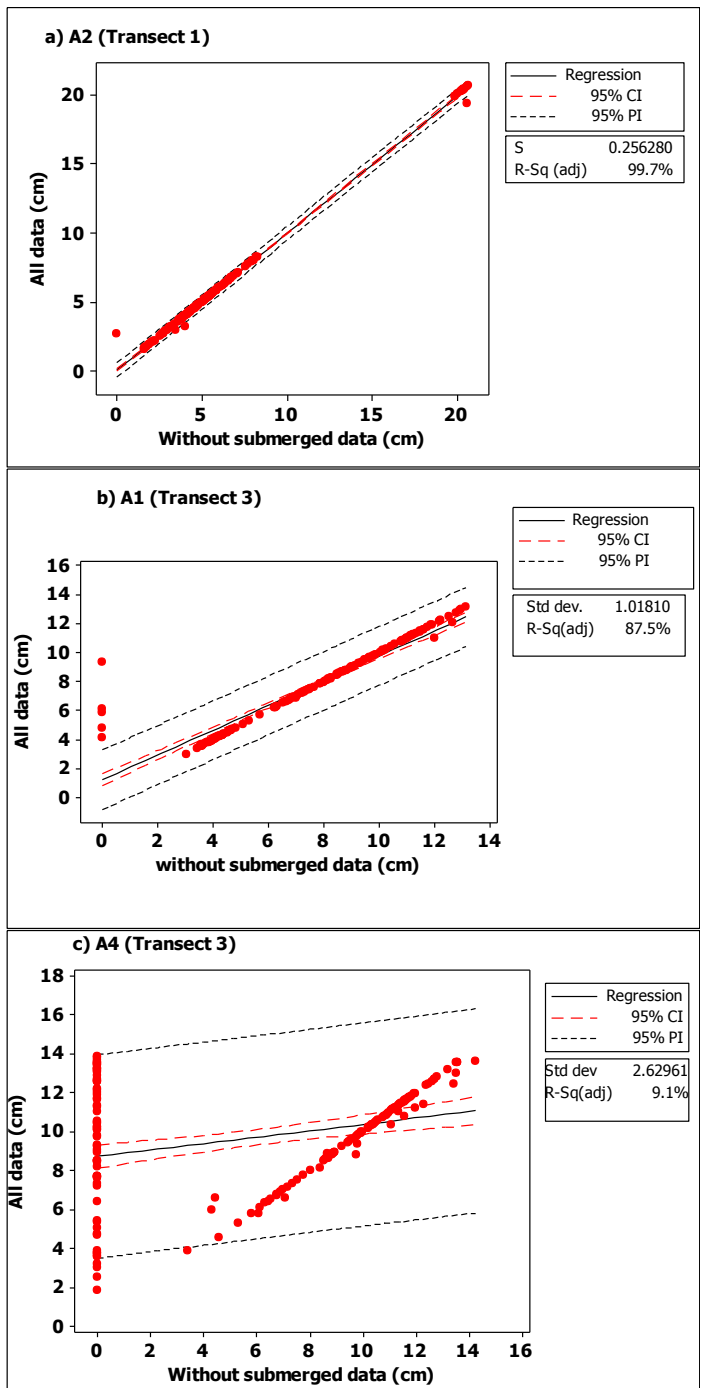 a) A2 (Transect 1)
Regression
95% CI
95% PI
S 0.256280
R-Sq (adj) 99.7%
All data (cm)
20
15
10
5
0
0 5 10 15 20
Without submerged data (cm)
b) A1 (Transect 3)
Regression
95% CI
95% PI
Std dev. 1.01810
R-Sq(adj) 87.5%
All data (cm)
16
14
12
10
8
6
4
2
0
0 2 4 6 8 10 12 14
without submerged data (cm)
c) A4 (Transect 3)
Regression
95% CI
95% PI
Std dev 2.62961
R-Sq(adj) 9.1%
All data (cm)
18
16
14
12
10
8
6
4
2
0
0 2 4 6 8 10 12 14 16
Without submerged data (cm)